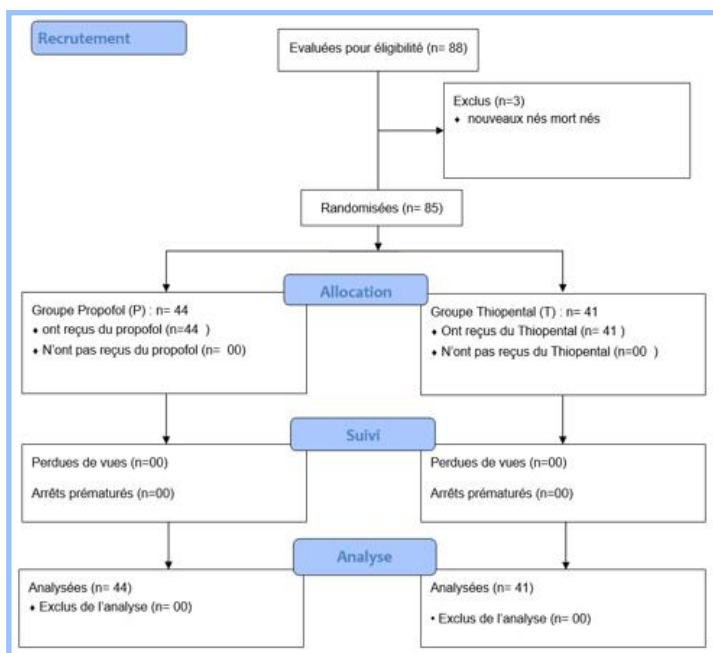 Recrutement
Evaluées pour éligibilité (n= 88)
Exclus (n=3)
♦ nouveaux nés mort nés
Randomisées (n= 85)
Allocation
Groupe Propofol (P) : n= 44
♦ ont reçus du propofol (n=44 )
♦ N'ont pas reçus du propofol (n= 00)
Groupe Thiopental (T) : n= 41
♦ Ont reçus du Thiopental (n= 41 )
♦ N'ont pas reçus du Thiopental (n=00 )
Suivi
Perdues de vues (n=00)
Arrêts prématurés (n=00)
Perdues de vues (n=00)
Arrêts prématurés (n=00)
Analyse
Analysées (n= 44)
♦ Exclus de l'analyse (n= 00)
Analysées (n= 41)
• Exclus de l'analyse (n= 00)